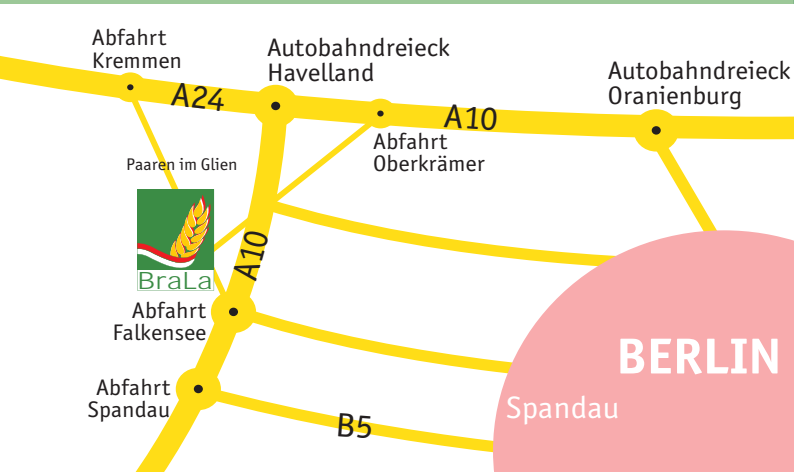 Abfahrt
Kremmen
Autobahndreieck
Havelland
Autobahndreieck
Oranienburg
A24
A10
Abfahrt
Oberkrämer
Paaren im Glien
BraLa
A10
Abfahrt
Falkensee
BERLIN
Abfahrt
Spandau
Spandau
B5